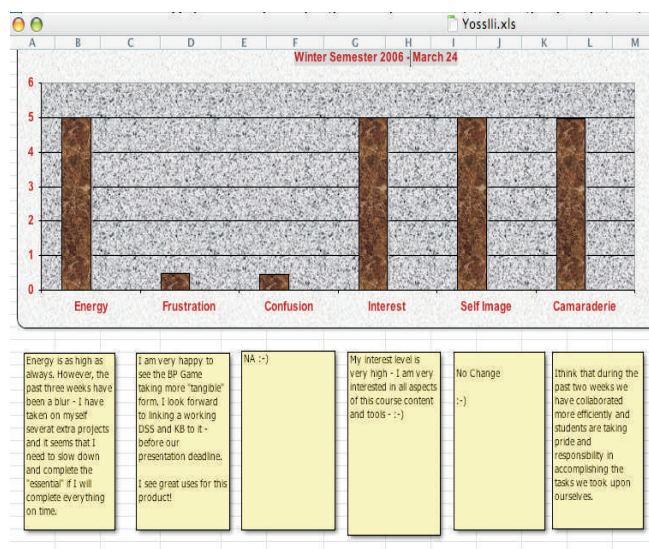 Yosslli.xls
A B C D E F G H I J K L M
Winter Semester 2006 - March 24
6
5
4
3
2
1
0
Energy Frustration Confusion Interest Self Image Camaraderie
Energy is as high as
always. However, the
past three weeks have
been a blur - I have
taken on myself
severat extra projects
and it seems that I
need to slow down
and complete the
"essential" if I will
complete everything
on time.
I am very happy to
see the BP Game
taking more "tangible"
form. I look forward
to linking a working
DSS and KB to it -
before our
presentation deadline.
I see great uses for this
product!
NA :-)
My interest level is
very high - I am very
interested in all aspects
of this course content
and tools - :-)
No Change
:-)
Ithink that during the
past two weeks we
have collaborated
more efficiently and
students are taking
pride and
responsibility in
accomplishing the
tasks we took upon
ourselves.